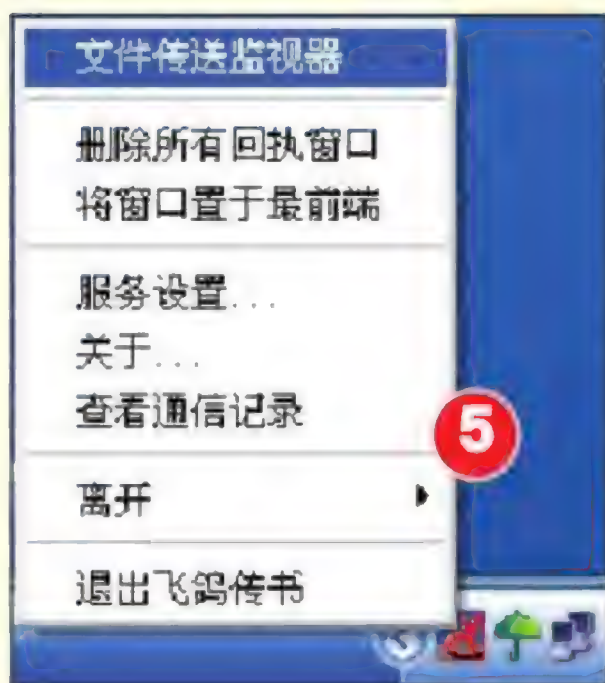 文件传送监视器
删除所有回执窗口
将窗口置于最前端
服务设置...
关于...
查看通信记录
5
离开
退出飞鸽传书